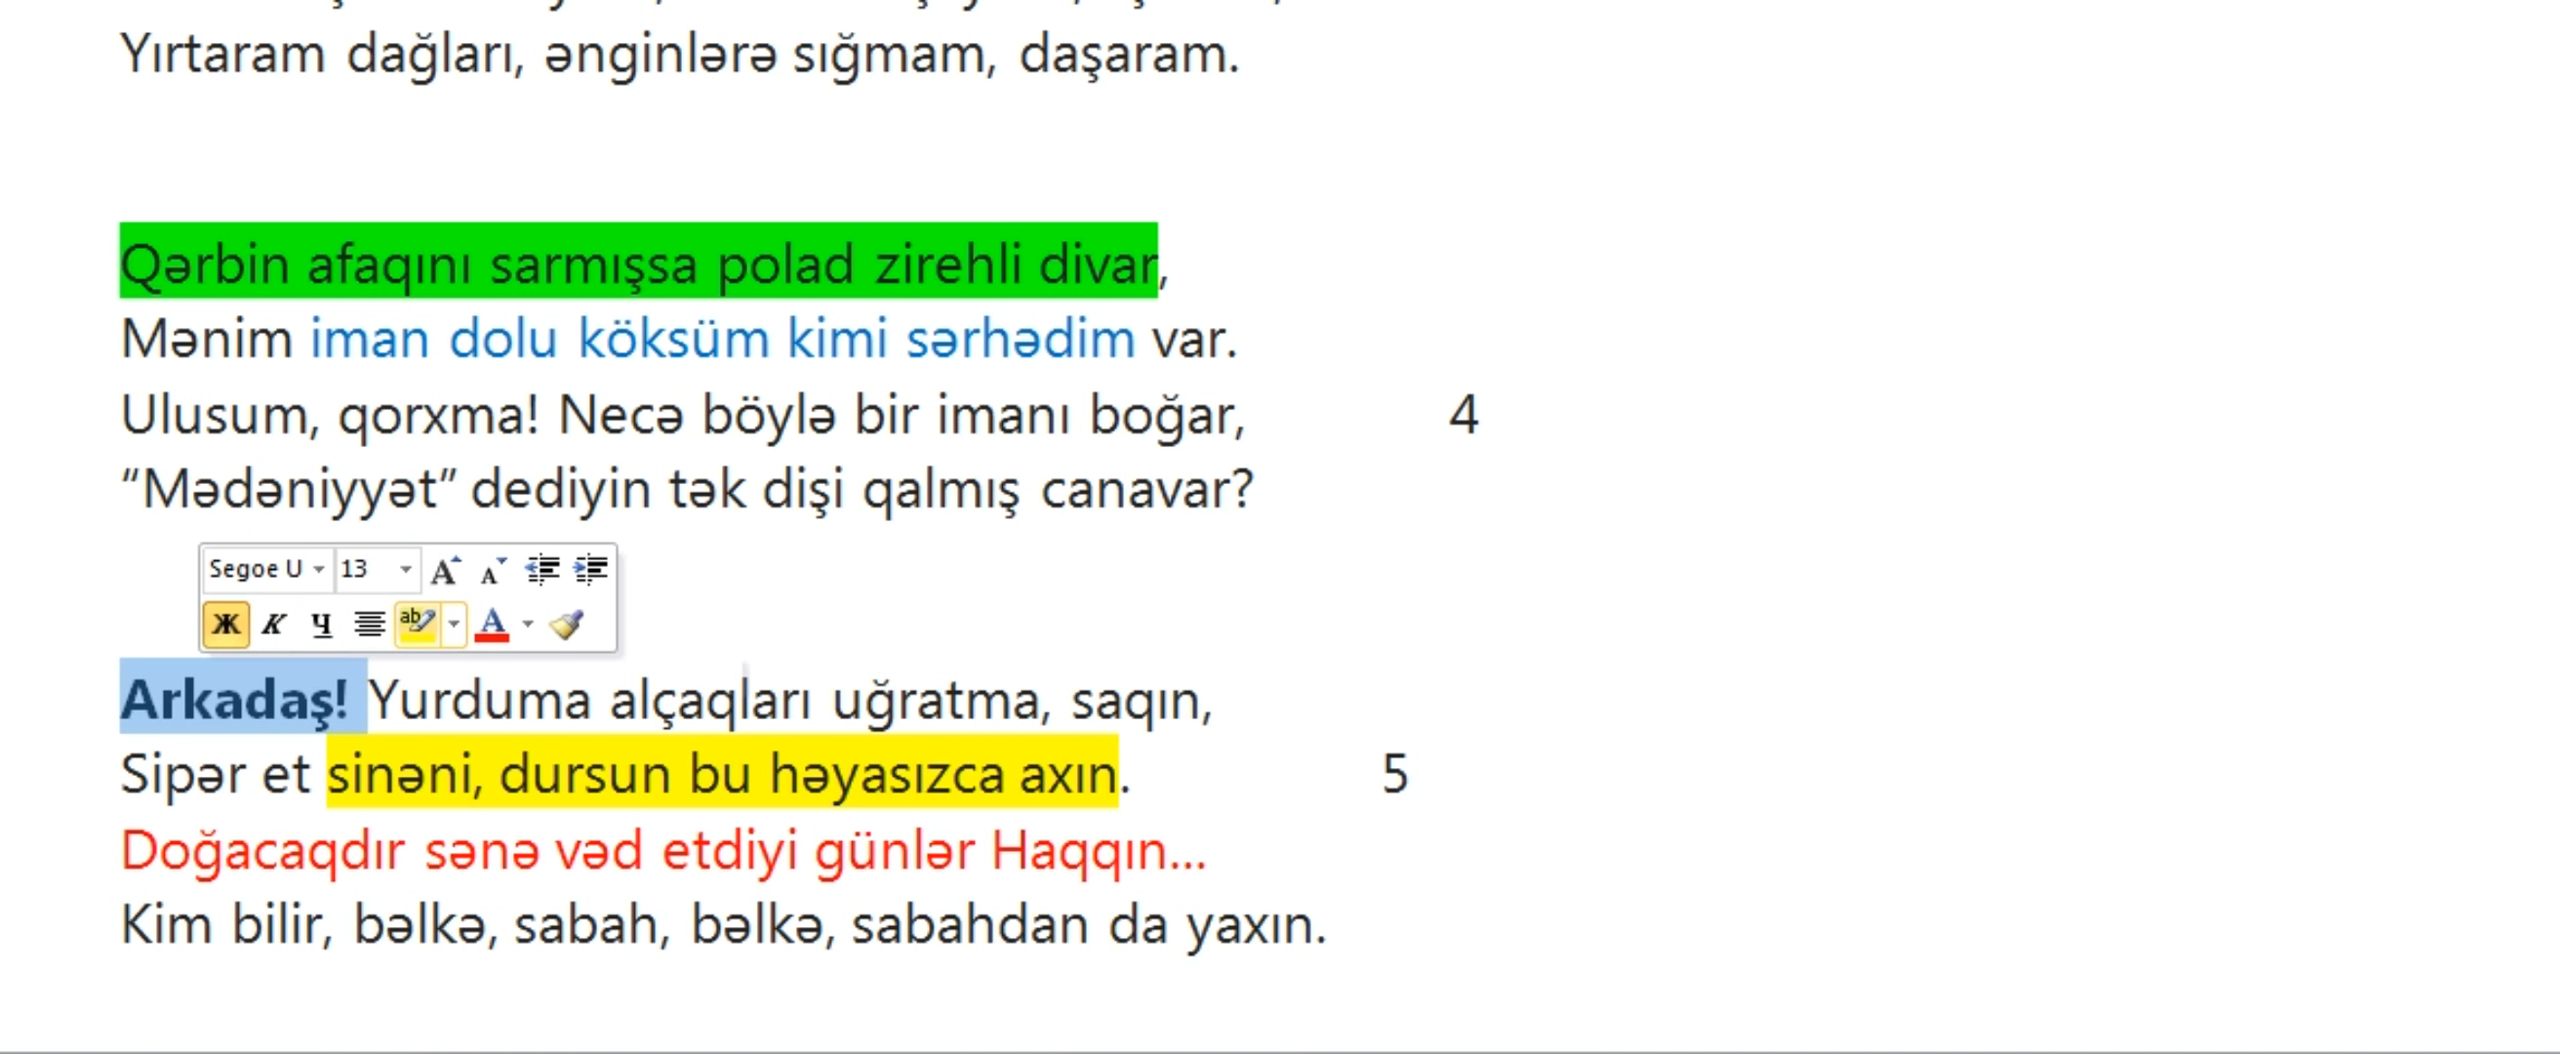 Yırtaram dağları, ənginlərə sığmam, daşaram.
Qərbin afaqını sarmışsa polad zirehli divar,
Mənim iman dolu köksüm kimi sərhədim var.
Ulusum, qorxma! Necə böylə bir imanı boğar, 4
“Mədəniyyət” dediyin tək dişi qalmış canavar?
Segoe U 13 A A
Ж К Ч ab A
Arkadaş! Yurduma alçaqları uğratma, saqın,
Sipər et sinəni, dursun bu həyasızca axın. 5
Doğacaqdır sənə vəd etdiyi günlər Haqqın...
Kim bilir, bəlkə, sabah, bəlkə, sabahdan da yaxın.